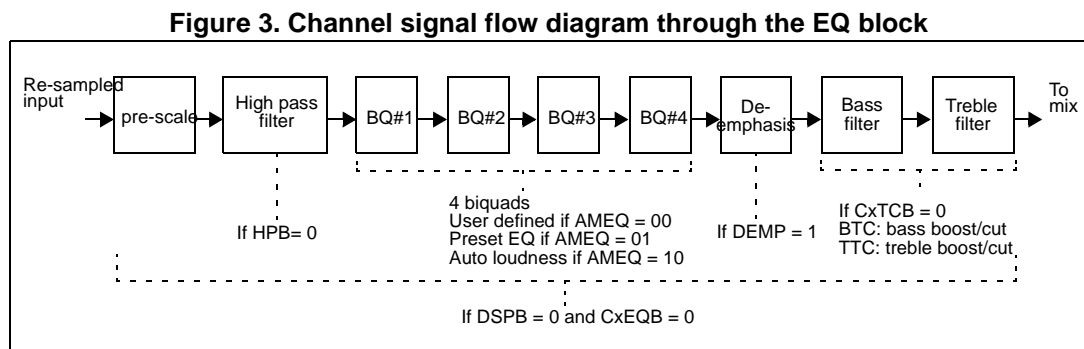 Figure 3. Channel signal flow diagram through the EQ block
Re-sampled
input
pre-scale
High pass
filter
BQ#1
BQ#2
BQ#3
BQ#4
De-
emphasis
Bass
filter
Treble
filter
To
mix
If HPB= 0
4 biquads
User defined if AMEQ = 00
Preset EQ if AMEQ = 01
Auto loudness if AMEQ = 10
If DEMP = 1
If CxTCB = 0
BTC: bass boost/cut
TTC: treble boost/cut
If DSPB = 0 and CxEQB = 0